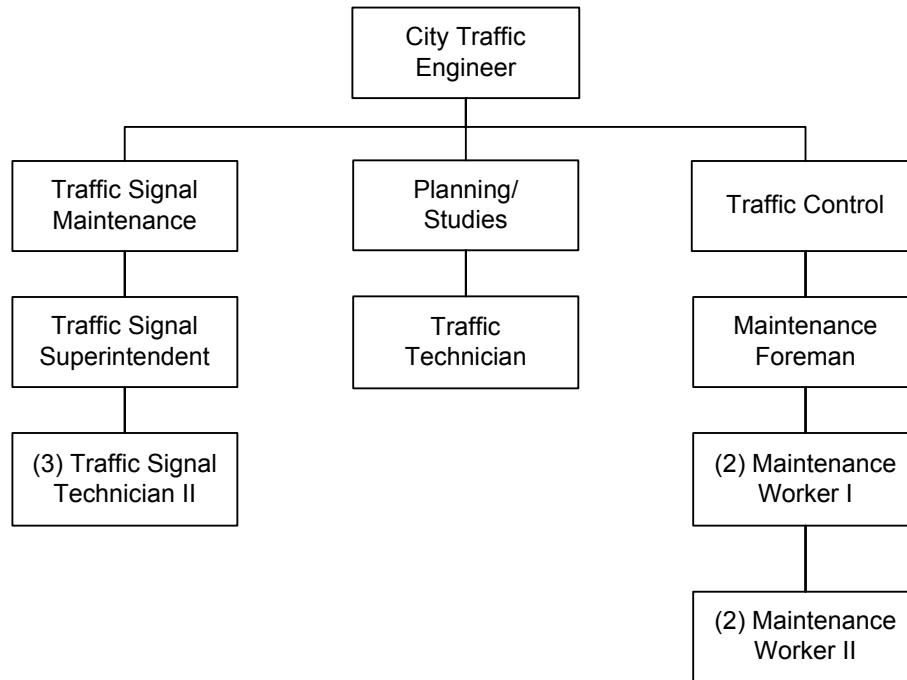 City Traffic
Engineer
Traffic Signal
Maintenance
Planning/
Studies
Traffic Control
Traffic Signal
Superintendent
Traffic
Technician
Maintenance
Foreman
(3) Traffic Signal
Technician II
(2) Maintenance
Worker I
(2) Maintenance
Worker II